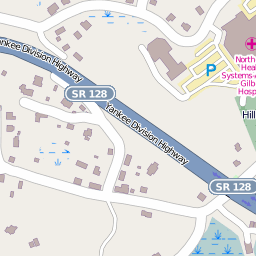 Yankee Division Highway
SR 128
Yankee Division Highway
SR 128
P
North
Heal
Systems-A
Gilb
Hosp
Hill